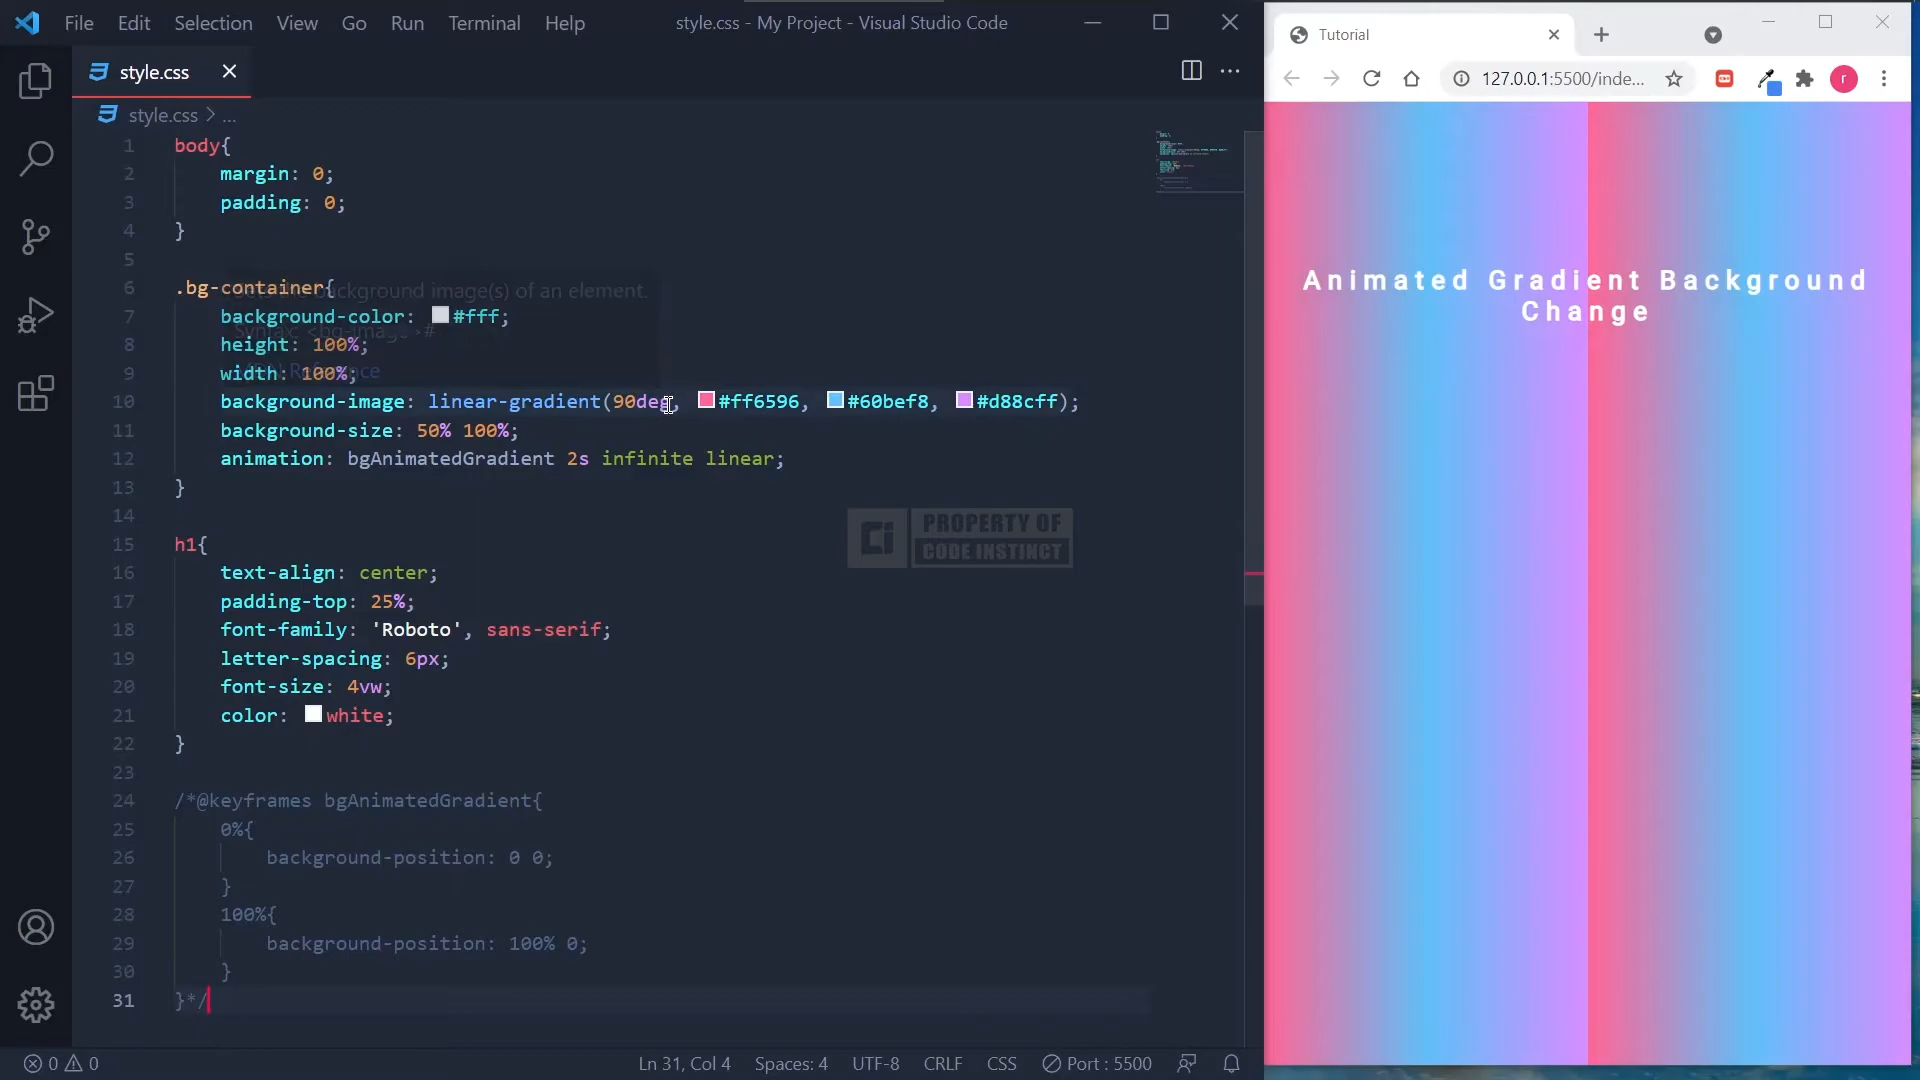 File Edit Selection View Go Run Terminal Help
style.css - My Project - Visual Studio Code
style.css
style.css > ...
1 body{
2 margin: 0;
3 padding: 0;
4 }
5
6 .bg-container{
7 background-color: #fff;
8 height: 100%;
9 width: 100%;
10 background-image: linear-gradient(90deg, #ff6596, #60bef8, #d88cff);
11 background-size: 50% 100%;
12 animation: bgAnimatedGradient 2s infinite linear;
13 }
14
15 h1{
16 text-align: center;
17 padding-top: 25%;
18 font-family: 'Roboto', sans-serif;
19 letter-spacing: 6px;
20 font-size: 4vw;
21 color: white;
22 }
23
24 /*@keyframes bgAnimatedGradient{
25 0%{
26 background-position: 0 0;
27 }
28 100%{
29 background-position: 100% 0;
30 }
31 }*/
background image(s) of an element.
Reference
Ci PROPERTY OF
CODE INSTINCT
0 0
Ln 31, Col 4 Spaces: 4 UTF-8 CRLF CSS Port : 5500
Tutorial
127.0.0.1:5500/inde...
r
Animated Gradient Background
Change